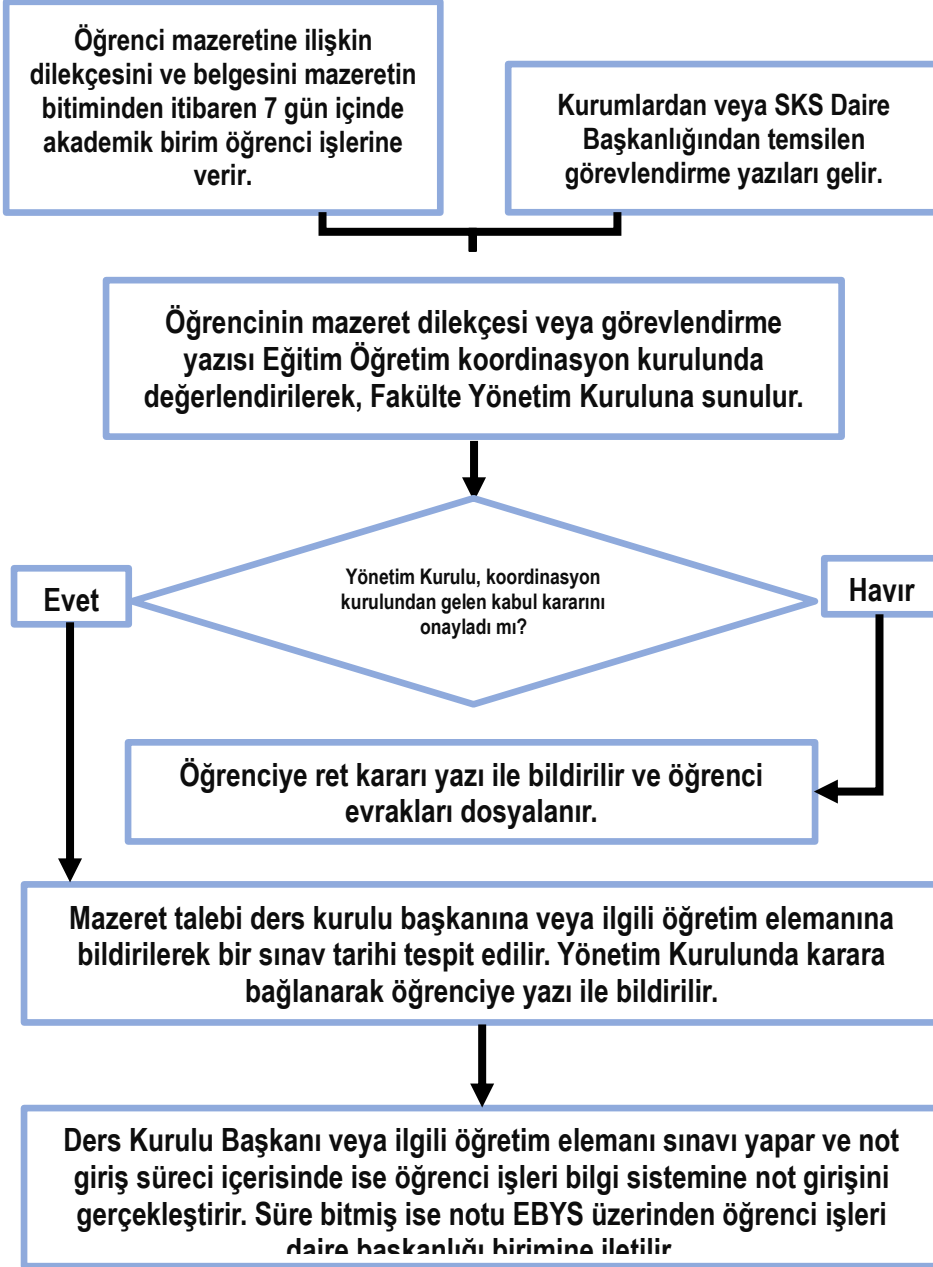 Öğrenci mazeretine ilişkin
dilekçesini ve belgesini mazeretin
bitiminden itibaren 7 gün içinde
akademik birim öğrenci işlerine
verir.
Kurumlardan veya SKS Daire
Başkanlığından temsilen
görevlendirme yazıları gelir.
Öğrencinin mazeret dilekçesi veya görevlendirme
yazısı Eğitim Öğretim koordinasyon kurulunda
değerlendirilerek, Fakülte Yönetim Kuruluna sunulur.
Evet
Yönetim Kurulu, koordinasyon
kurulundan gelen kabul kararını
onayladı mı?
Havır
Öğrenciye ret kararı yazı ile bildirilir ve öğrenci
evrakları dosyalanır.
Mazeret talebi ders kurulu başkanına veya ilgili öğretim elemanına
bildirilerek bir sınav tarihi tespit edilir. Yönetim Kurulunda karara
bağlanarak öğrenciye yazı ile bildirilir.
Ders Kurulu Başkanı veya ilgili öğretim elemanı sınavı yapar ve not
giriş süreci içerisinde ise öğrenci işleri bilgi sistemine not girişini
gerçekleştirir. Süre bitmiş ise notu EBYS üzerinden öğrenci işleri
daire başkanlığı birimine iletilir